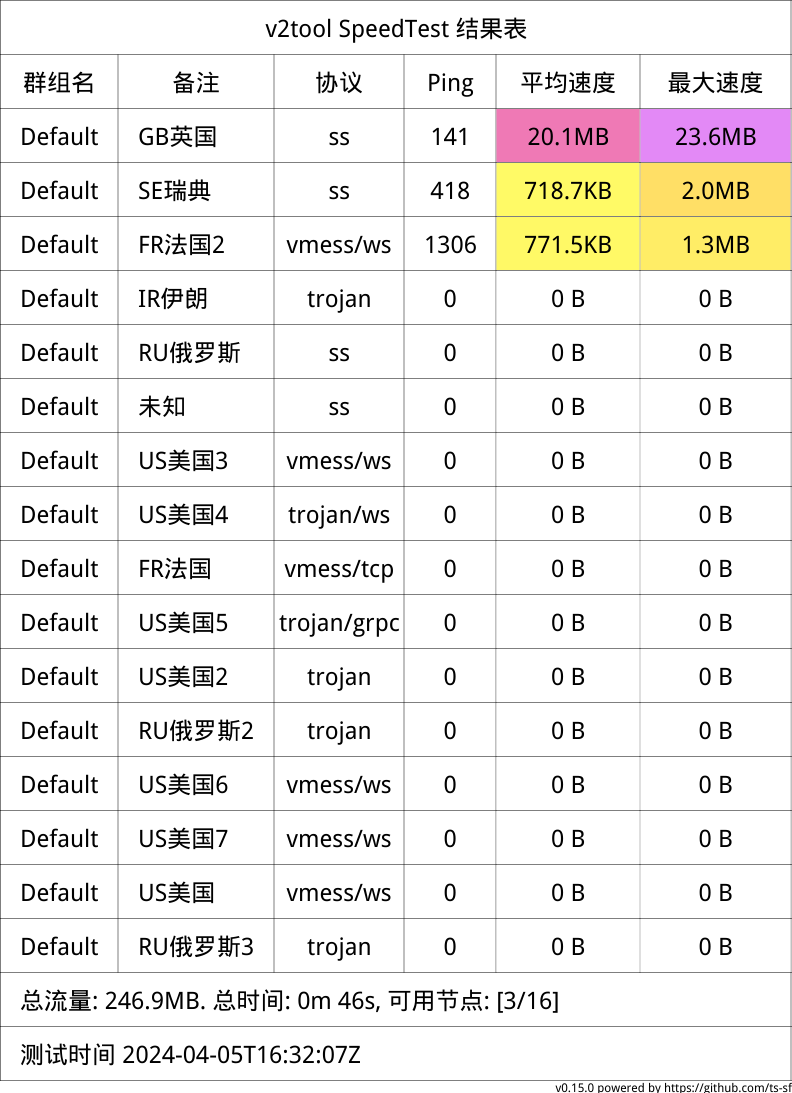 v2tool SpeedTest 结果表
群组名 备注 协议 Ping 平均速度 最大速度
Default GB英国 ss 141 20.1MB 23.6MB
Default SE瑞典 ss 418 718.7KB 2.0MB
Default FR法国2 vmess/ws 1306 771.5KB 1.3MB
Default IR伊朗 trojan 0 0 B 0 B
Default RU俄罗斯 ss 0 0 B 0 B
Default 未知 ss 0 0 B 0 B
Default US美国3 vmess/ws 0 0 B 0 B
Default US美国4 trojan/ws 0 0 B 0 B
Default FR法国 vmess/tcp 0 0 B 0 B
Default US美国5 trojan/grpc 0 0 B 0 B
Default US美国2 trojan 0 0 B 0 B
Default RU俄罗斯2 trojan 0 0 B 0 B
Default US美国6 vmess/ws 0 0 B 0 B
Default US美国7 vmess/ws 0 0 B 0 B
Default US美国 vmess/ws 0 0 B 0 B
Default RU俄罗斯3 trojan 0 0 B 0 B
总流量: 246.9MB. 总时间: 0m 46s, 可用节点: [3/16]
测试时间 2024-04-05T16:32:07Z
v0.15.0 powered by https://github.com/ts-sf